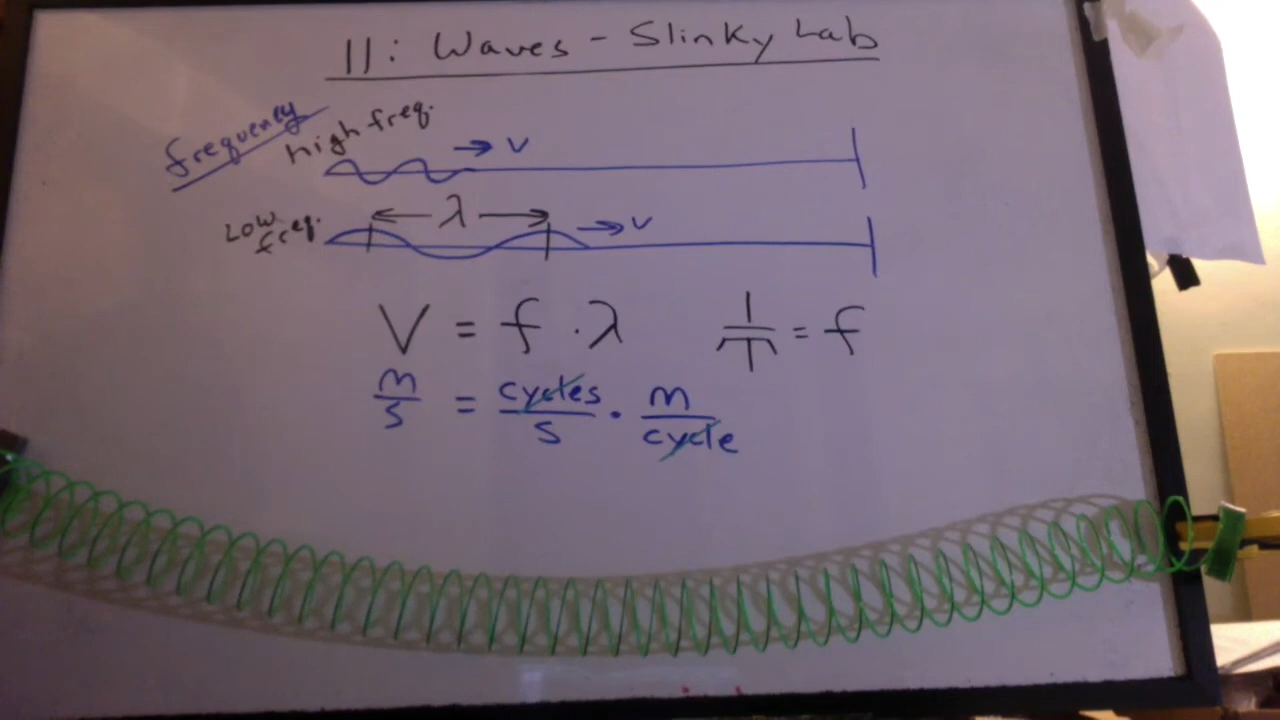 11: Waves - Slinky Lab
frequency
high freq.
→ v
Low freq.
← λ →
→ v
V = f · λ
1/T = f
m/s = cycles/s · m/cycle